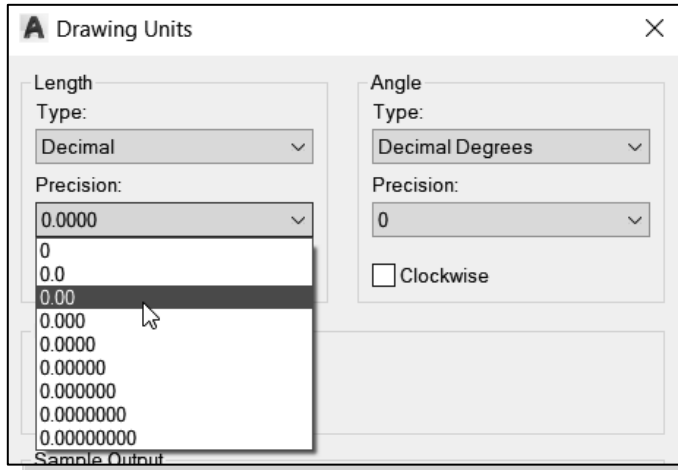 A Drawing Units
Length
Type:
Decimal
Precision:
0.0000
0
0.0
0.00
0.000
0.0000
0.00000
0.000000
0.0000000
0.00000000
Angle
Type:
Decimal Degrees
Precision:
0
Clockwise
Sample Output